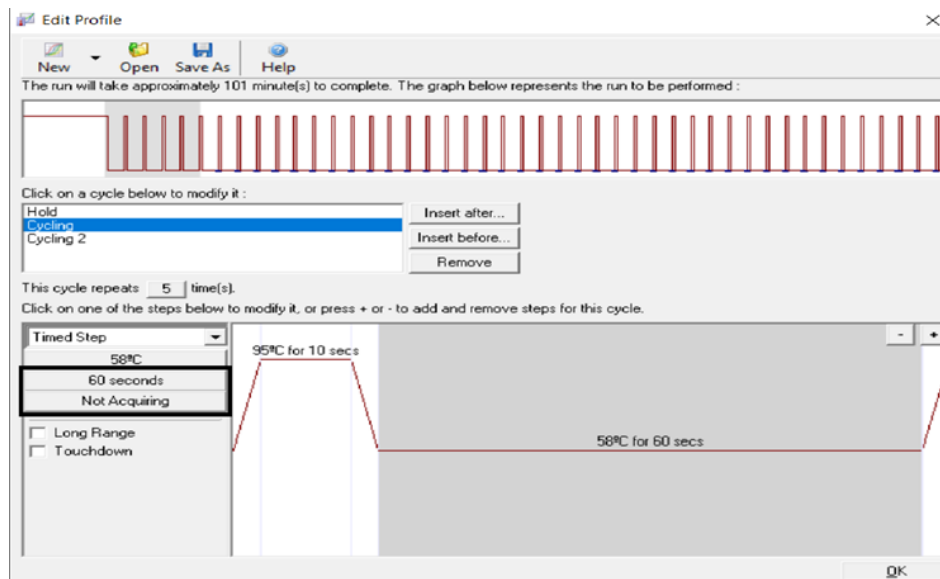 Edit Profile
New Open Save As Help
The run will take approximately 101 minute(s) to complete. The graph below represents the run to be performed :
Click on a cycle below to modify it :
Hold
Cycling
Cycling 2
Insert after...
Insert before...
Remove
This cycle repeats 5 time(s).
Click on one of the steps below to modify it, or press + or - to add and remove steps for this cycle.
Timed Step
58ºC
60 seconds
Not Acquiring
Long Range
Touchdown
95ºC for 10 secs
58ºC for 60 secs
- +
OK